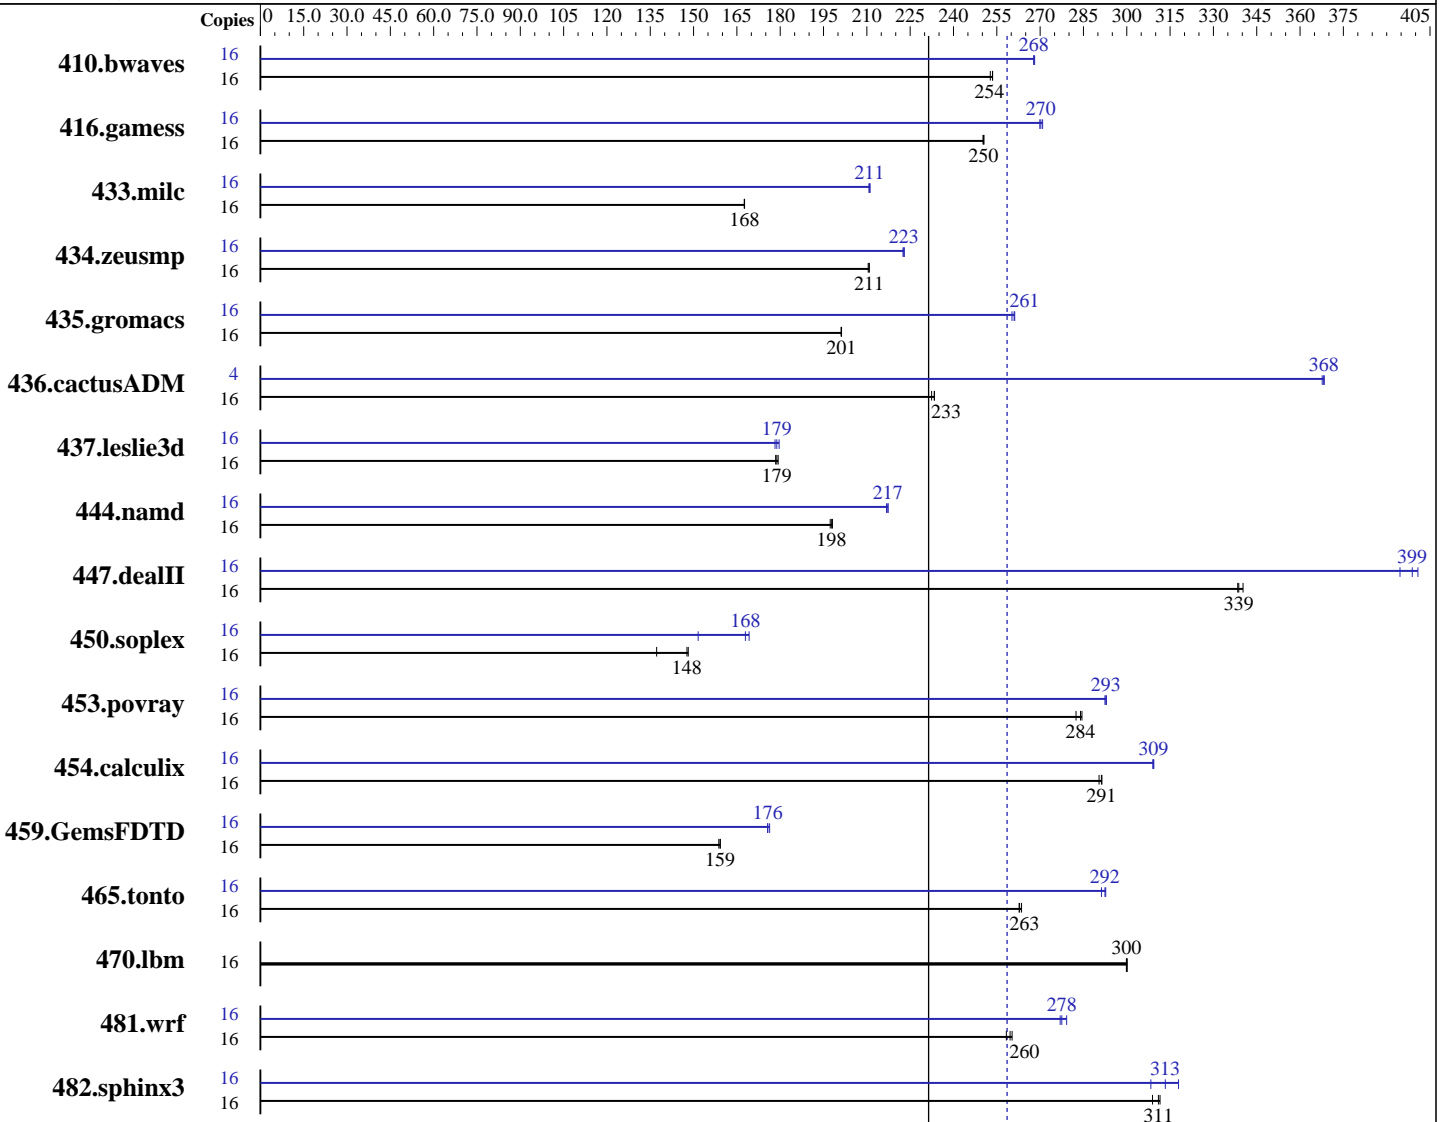 Copies 0 15.0 30.0 45.0 60.0 75.0 90.0 105 120 135 150 165 180 195 210 225 240 255 270 285 300 315 330 345 360 375 405
410.bwaves 16 268
16 254
416.gamess 16 270
16 250
433.milc 16 211
16 168
434.zeusmp 16 223
16 211
435.gromacs 16 261
16 201
436.cactusADM 4 368
16 233
437.leslie3d 16 179
16 179
444.namd 16 217
16 198
447.dealII 16 399
16 339
450.soplex 16 168
16 148
453.povray 16 293
16 284
454.calculix 16 309
16 291
459.GemsFDTD 16 176
16 159
465.tonto 16 292
16 263
470.lbm 16 300
481.wrf 16 278
16 260
482.sphinx3 16 313
16 311